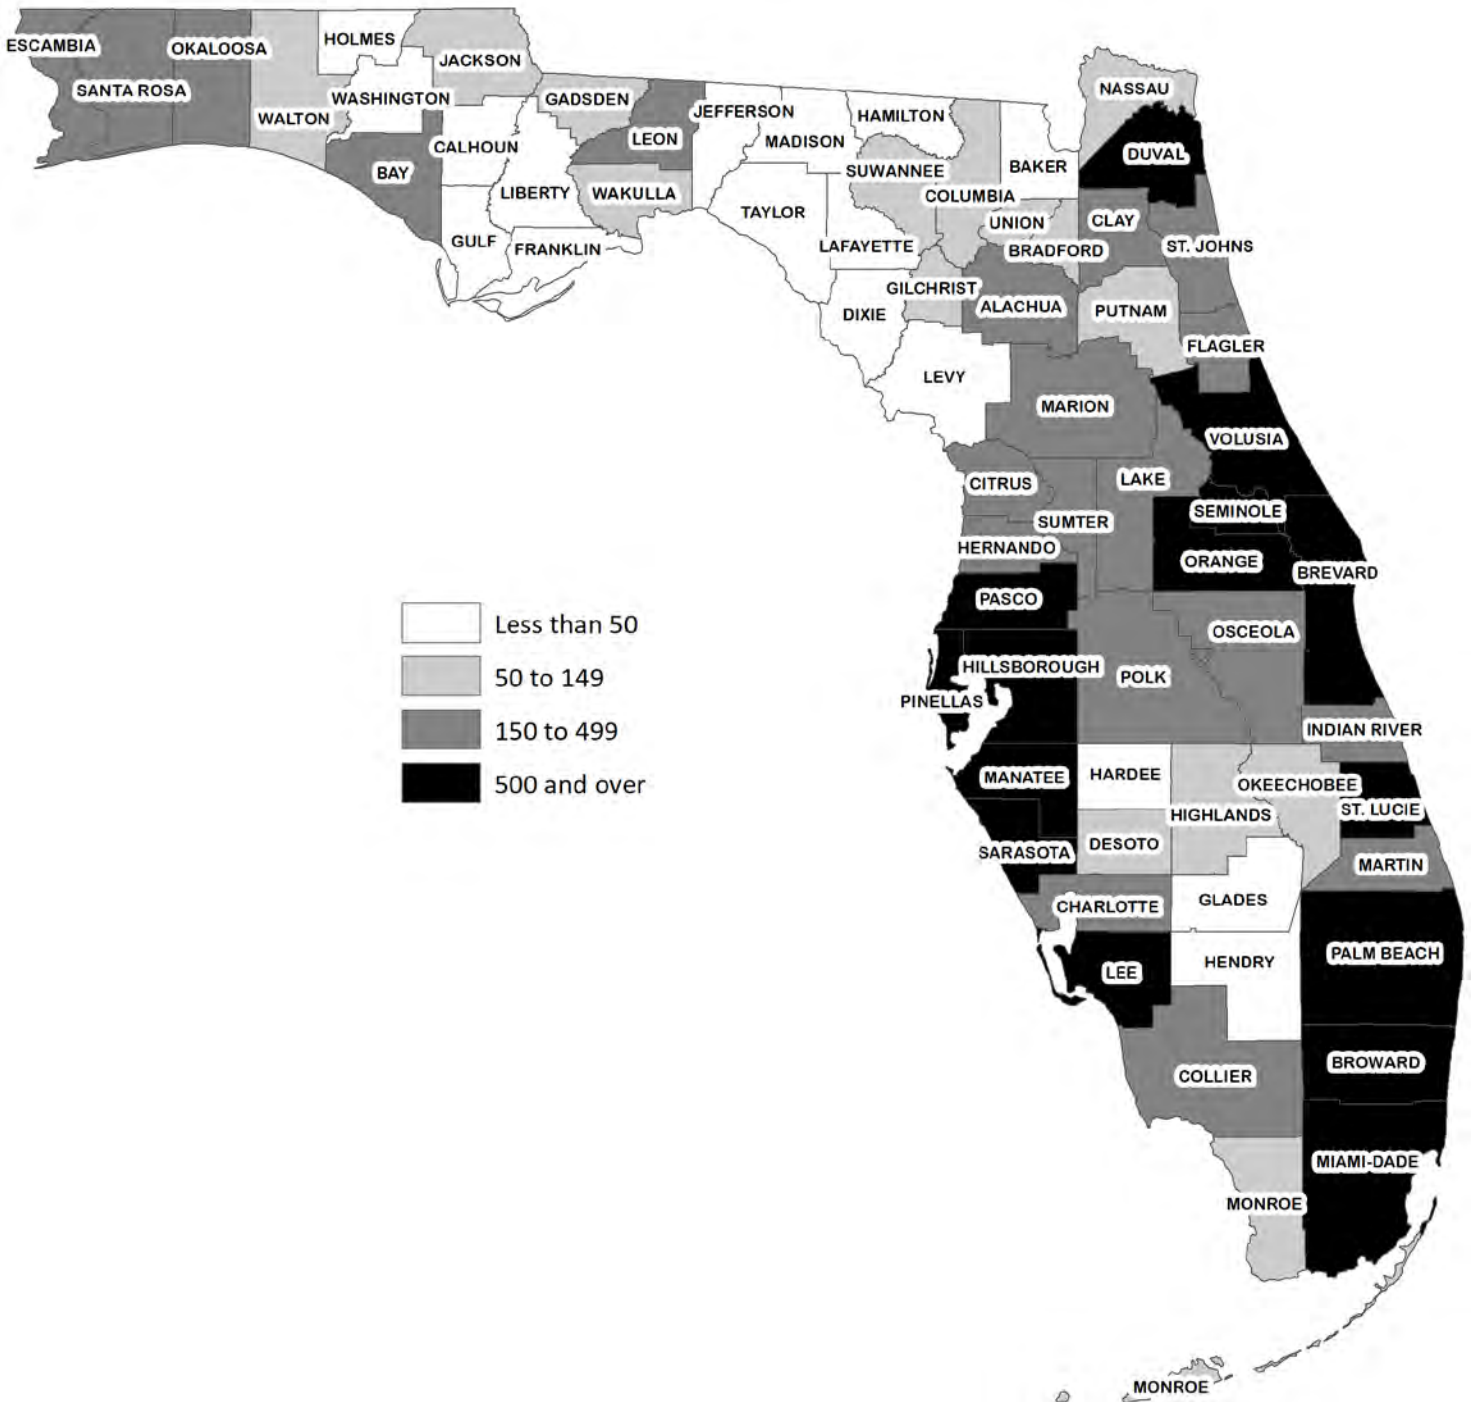 HOLMES
ESCAMBIA
OKALOOSA
JACKSON
SANTA ROSA
WASHINGTON
GADSDEN
NASSAU
WALTON
JEFFERSON
HAMILTON
LEON
MADISON
CALHOUN
DUVAL
BAY
SUWANNEE
BAKER
LIBERTY
WAKULLA
COLUMBIA
TAYLOR
UNION
CLAY
GULF
FRANKLIN
LAFAYETTE
BRADFORD
ST. JOHNS
GILCHRIST
DIXIE
ALACHUA
PUTNAM
FLAGLER
LEVY
MARION
VOLUSIA
CITRUS
LAKE
SEMINOLE
SUMTER
HERNANDO
ORANGE
BREVARD
PASCO
Less than 50
OSCEOLA
HILLSBOROUGH
50 to 149
POLK
PINELLAS
150 to 499
INDIAN RIVER
MANATEE
HARDEE
500 and over
OKEECHOBEE
HIGHLANDS
ST. LUCIE
DESOTO
SARASOTA
MARTIN
CHARLOTTE
GLADES
PALM BEACH
LEE
HENDRY
BROWARD
COLLIER
MIAMI-DADE
MONROE
MONROE